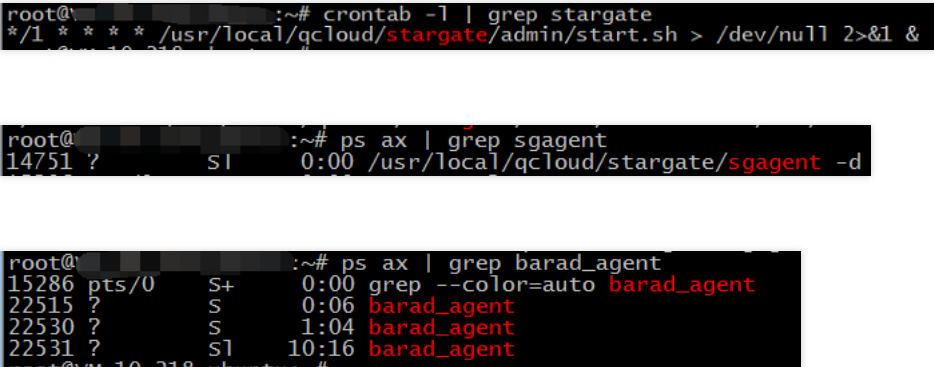 root@ :~# crontab -l | grep stargate
*/1 * * * * /usr/local/qcloud/stargate/admin/start.sh > /dev/null 2>&1 &
root@ :~# ps ax | grep sgagent
14751 ? Sl 0:00 /usr/local/qcloud/stargate/sgagent -d
root@ :~# ps ax | grep barad_agent
15286 pts/0 S+ 0:00 grep --color=auto barad_agent
22515 ? S 0:06 barad_agent
22530 ? S 1:04 barad_agent
22531 ? Sl 10:16 barad_agent